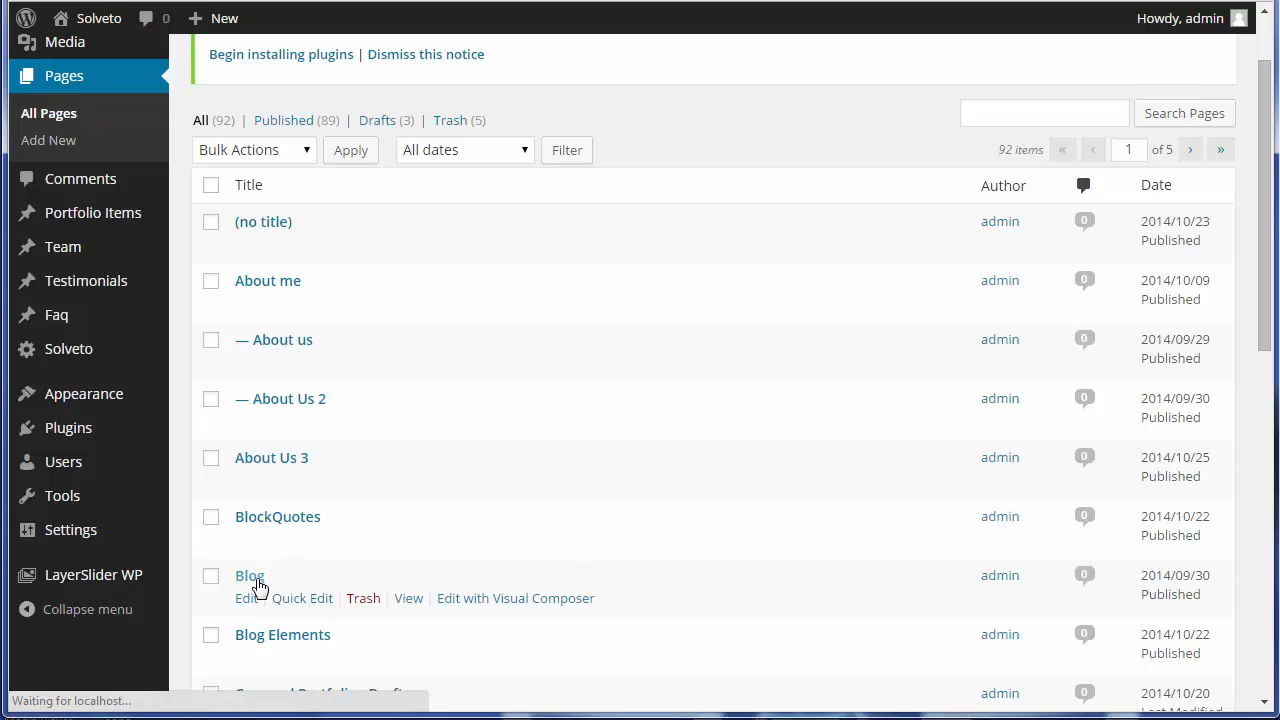 Solveto 0 New Howdy, admin
Media
Pages
All Pages
Add New
Comments
Portfolio Items
Team
Testimonials
Faq
Solveto
Appearance
Plugins
Users
Tools
Settings
LayerSlider WP
Collapse menu
Begin installing plugins | Dismiss this notice
All (92) | Published (89) | Drafts (3) | Trash (5)
Search Pages
Bulk Actions Apply All dates Filter
92 items « ‹ 1 of 5 › »
Title Author Date
(no title) admin 0 2014/10/23
Published
About me admin 0 2014/10/09
Published
— About us admin 0 2014/09/29
Published
— About Us 2 admin 0 2014/09/30
Published
About Us 3 admin 0 2014/10/25
Published
BlockQuotes admin 0 2014/10/22
Published
Blog admin 0 2014/09/30
Published
Edit | Quick Edit | Trash | View | Edit with Visual Composer
Blog Elements admin 0 2014/10/22
Published
admin 0 2014/10/20
Last Modified
Waiting for localhost...